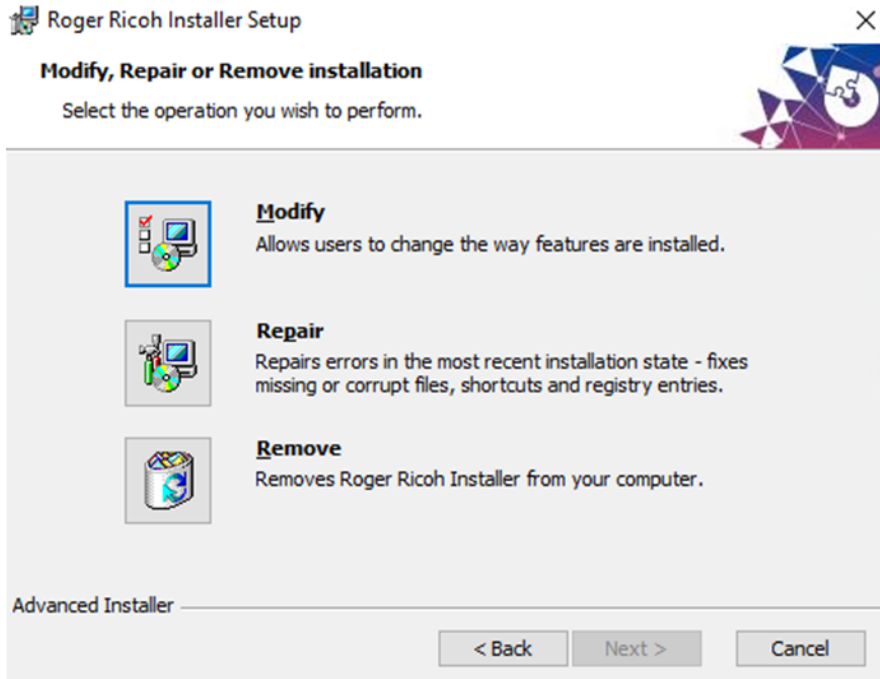 Roger Ricoh Installer Setup
Modify, Repair or Remove installation
Select the operation you wish to perform.
Modify
Allows users to change the way features are installed.
Repair
Repairs errors in the most recent installation state - fixes
missing or corrupt files, shortcuts and registry entries.
Remove
Removes Roger Ricoh Installer from your computer.
Advanced Installer
< Back
Next >
Cancel